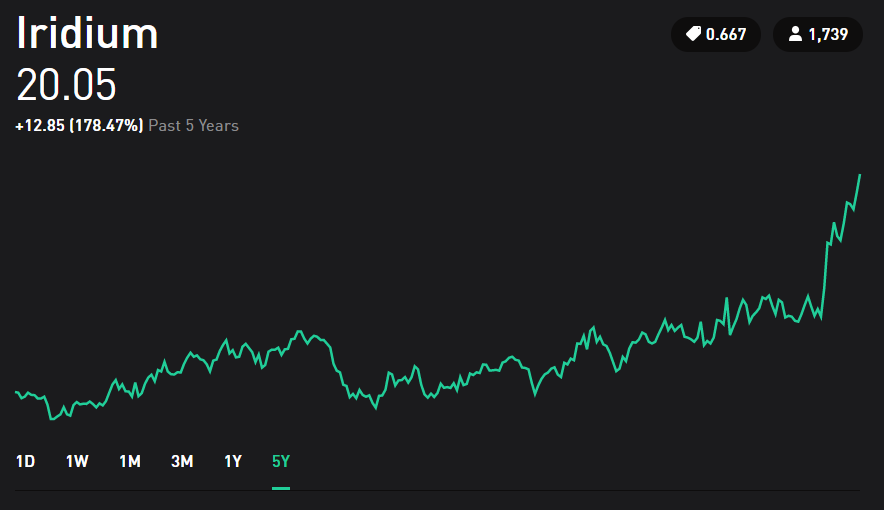 Iridium
0.667 1,739
20.05
+12.85 (178.47%) Past 5 Years
1D 1W 1M 3M 1Y 5Y